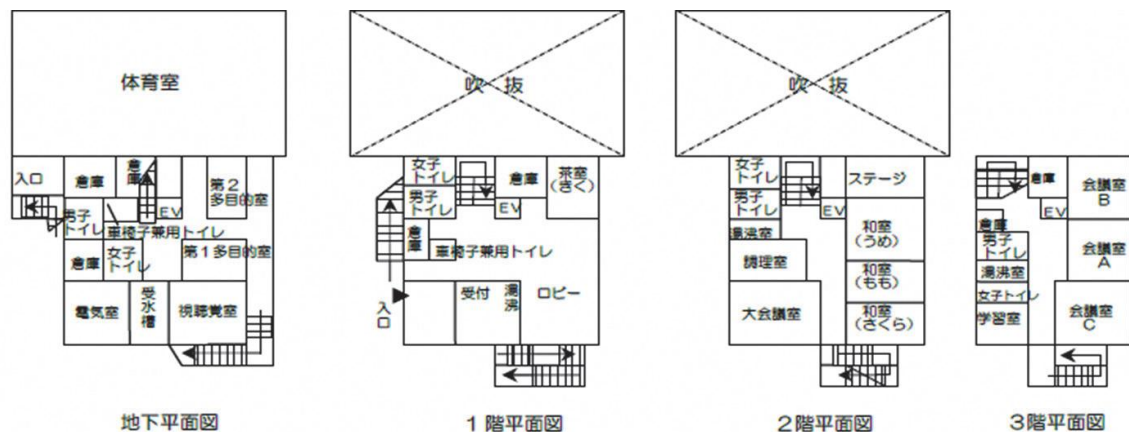 体育室
入口
倉庫
倉庫
第2
多目的室
EV
男子
トイレ
車椅子兼用トイレ
倉庫
女子
トイレ
第1多目的室
電気室
受水槽
視聴覚室
地下平面図
吹 抜
女子
トイレ
倉庫
茶室
(きく)
男子
トイレ
EV
倉庫
車椅子兼用トイレ
入口
受付
湯沸
ロビー
1階平面図
吹 抜
女子
トイレ
ステージ
男子
トイレ
EV
湯沸室
和室
(うめ)
調理室
和室
(もも)
大会議室
和室
(さくら)
2階平面図
倉庫
会議室
B
EV
倉庫
男子
トイレ
会議室
A
湯沸室
女子トイレ
学習室
会議室
C
3階平面図